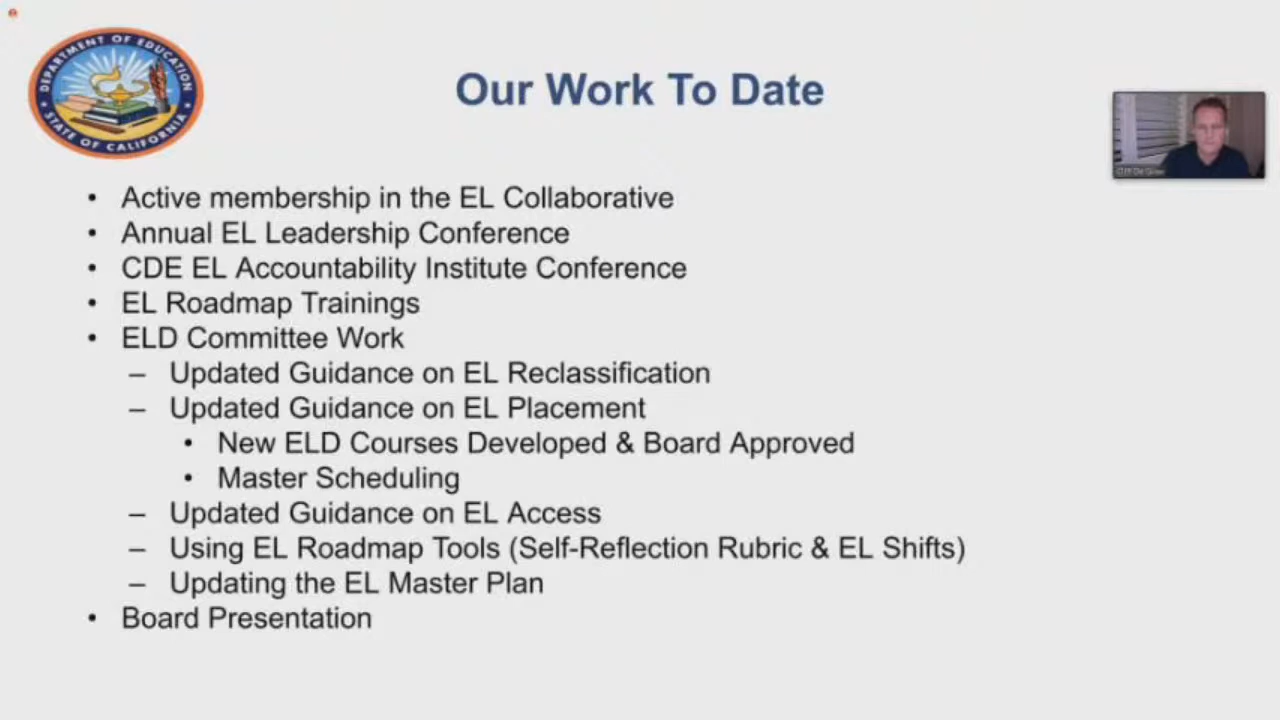 DEPARTMENT OF EDUCATION
STATE OF CALIFORNIA
Our Work To Date
• Active membership in the EL Collaborative
• Annual EL Leadership Conference
• CDE EL Accountability Institute Conference
• EL Roadmap Trainings
• ELD Committee Work
– Updated Guidance on EL Reclassification
– Updated Guidance on EL Placement
• New ELD Courses Developed & Board Approved
• Master Scheduling
– Updated Guidance on EL Access
– Using EL Roadmap Tools (Self-Reflection Rubric & EL Shifts)
– Updating the EL Master Plan
• Board Presentation